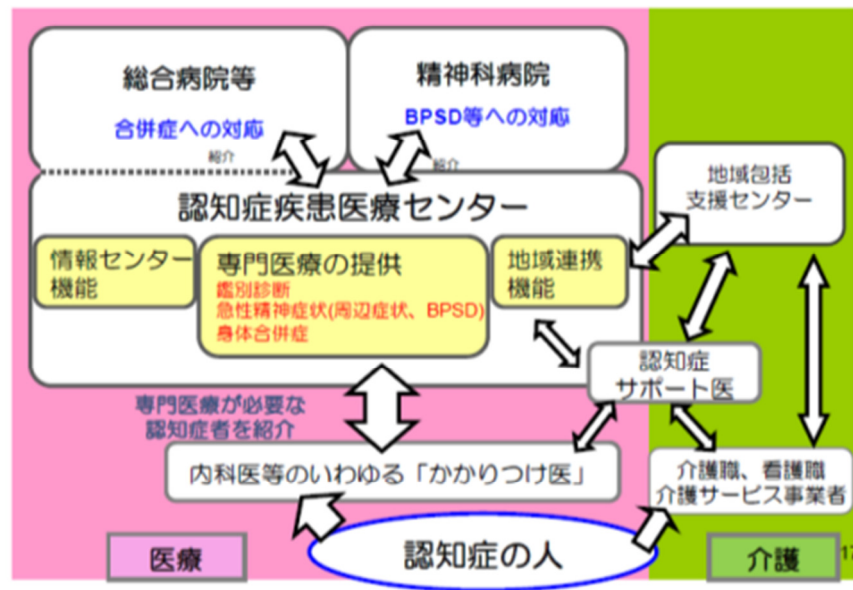 総合病院等
合併症への対応
紹介
精神科病院
BPSD等への対応
紹介
認知症疾患医療センター
情報センター
機能
専門医療の提供
鑑別診断
急性精神症状(周辺症状、BPSD)
身体合併症
地域連携
機能
地域包括
支援センター
認知症
サポート医
専門医療が必要な
認知症者を紹介
内科医等のいわゆる「かかりつけ医」
介護職、看護職
介護サービス事業者
認知症の人
医療
介護
17